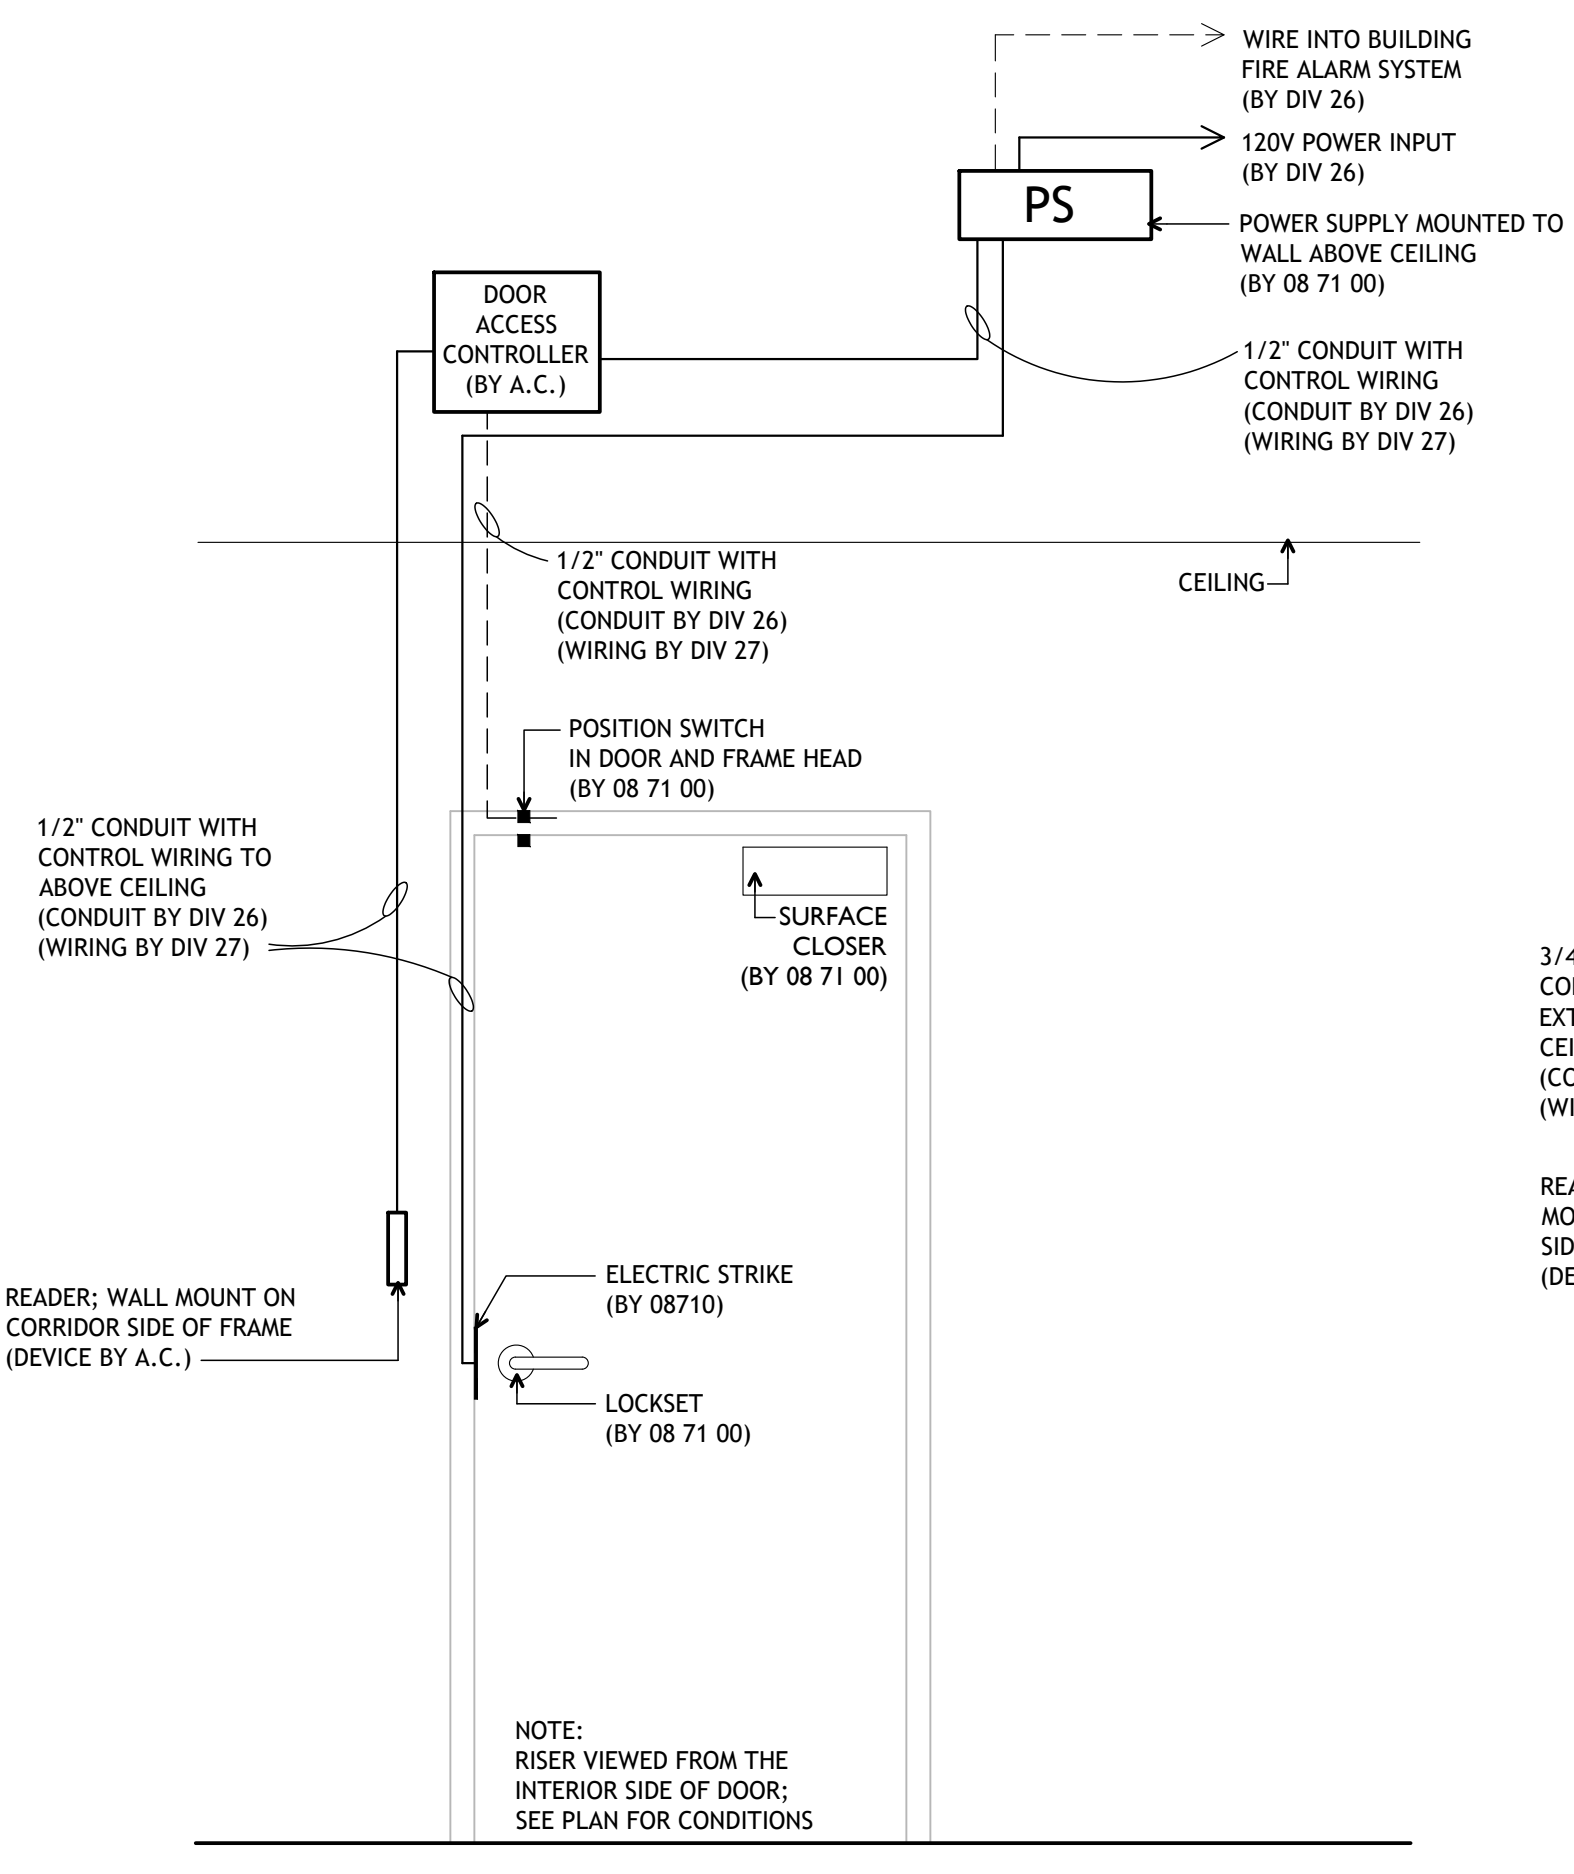 WIRE INTO BUILDING
FIRE ALARM SYSTEM
(BY DIV 26)
120V POWER INPUT
(BY DIV 26)
PS
POWER SUPPLY MOUNTED TO
WALL ABOVE CEILING
(BY 08 71 00)
DOOR
ACCESS
CONTROLLER
(BY A.C.)
1/2" CONDUIT WITH
CONTROL WIRING
(CONDUIT BY DIV 26)
(WIRING BY DIV 27)
1/2" CONDUIT WITH
CONTROL WIRING
(CONDUIT BY DIV 26)
(WIRING BY DIV 27)
CEILING
POSITION SWITCH
IN DOOR AND FRAME HEAD
(BY 08 71 00)
1/2" CONDUIT WITH
CONTROL WIRING TO
ABOVE CEILING
(CONDUIT BY DIV 26)
(WIRING BY DIV 27)
SURFACE
CLOSER
(BY 08 71 00)
READER; WALL MOUNT ON
CORRIDOR SIDE OF FRAME
(DEVICE BY A.C.)
ELECTRIC STRIKE
(BY 08710)
LOCKSET
(BY 08 71 00)
NOTE:
RISER VIEWED FROM THE
INTERIOR SIDE OF DOOR;
SEE PLAN FOR CONDITIONS